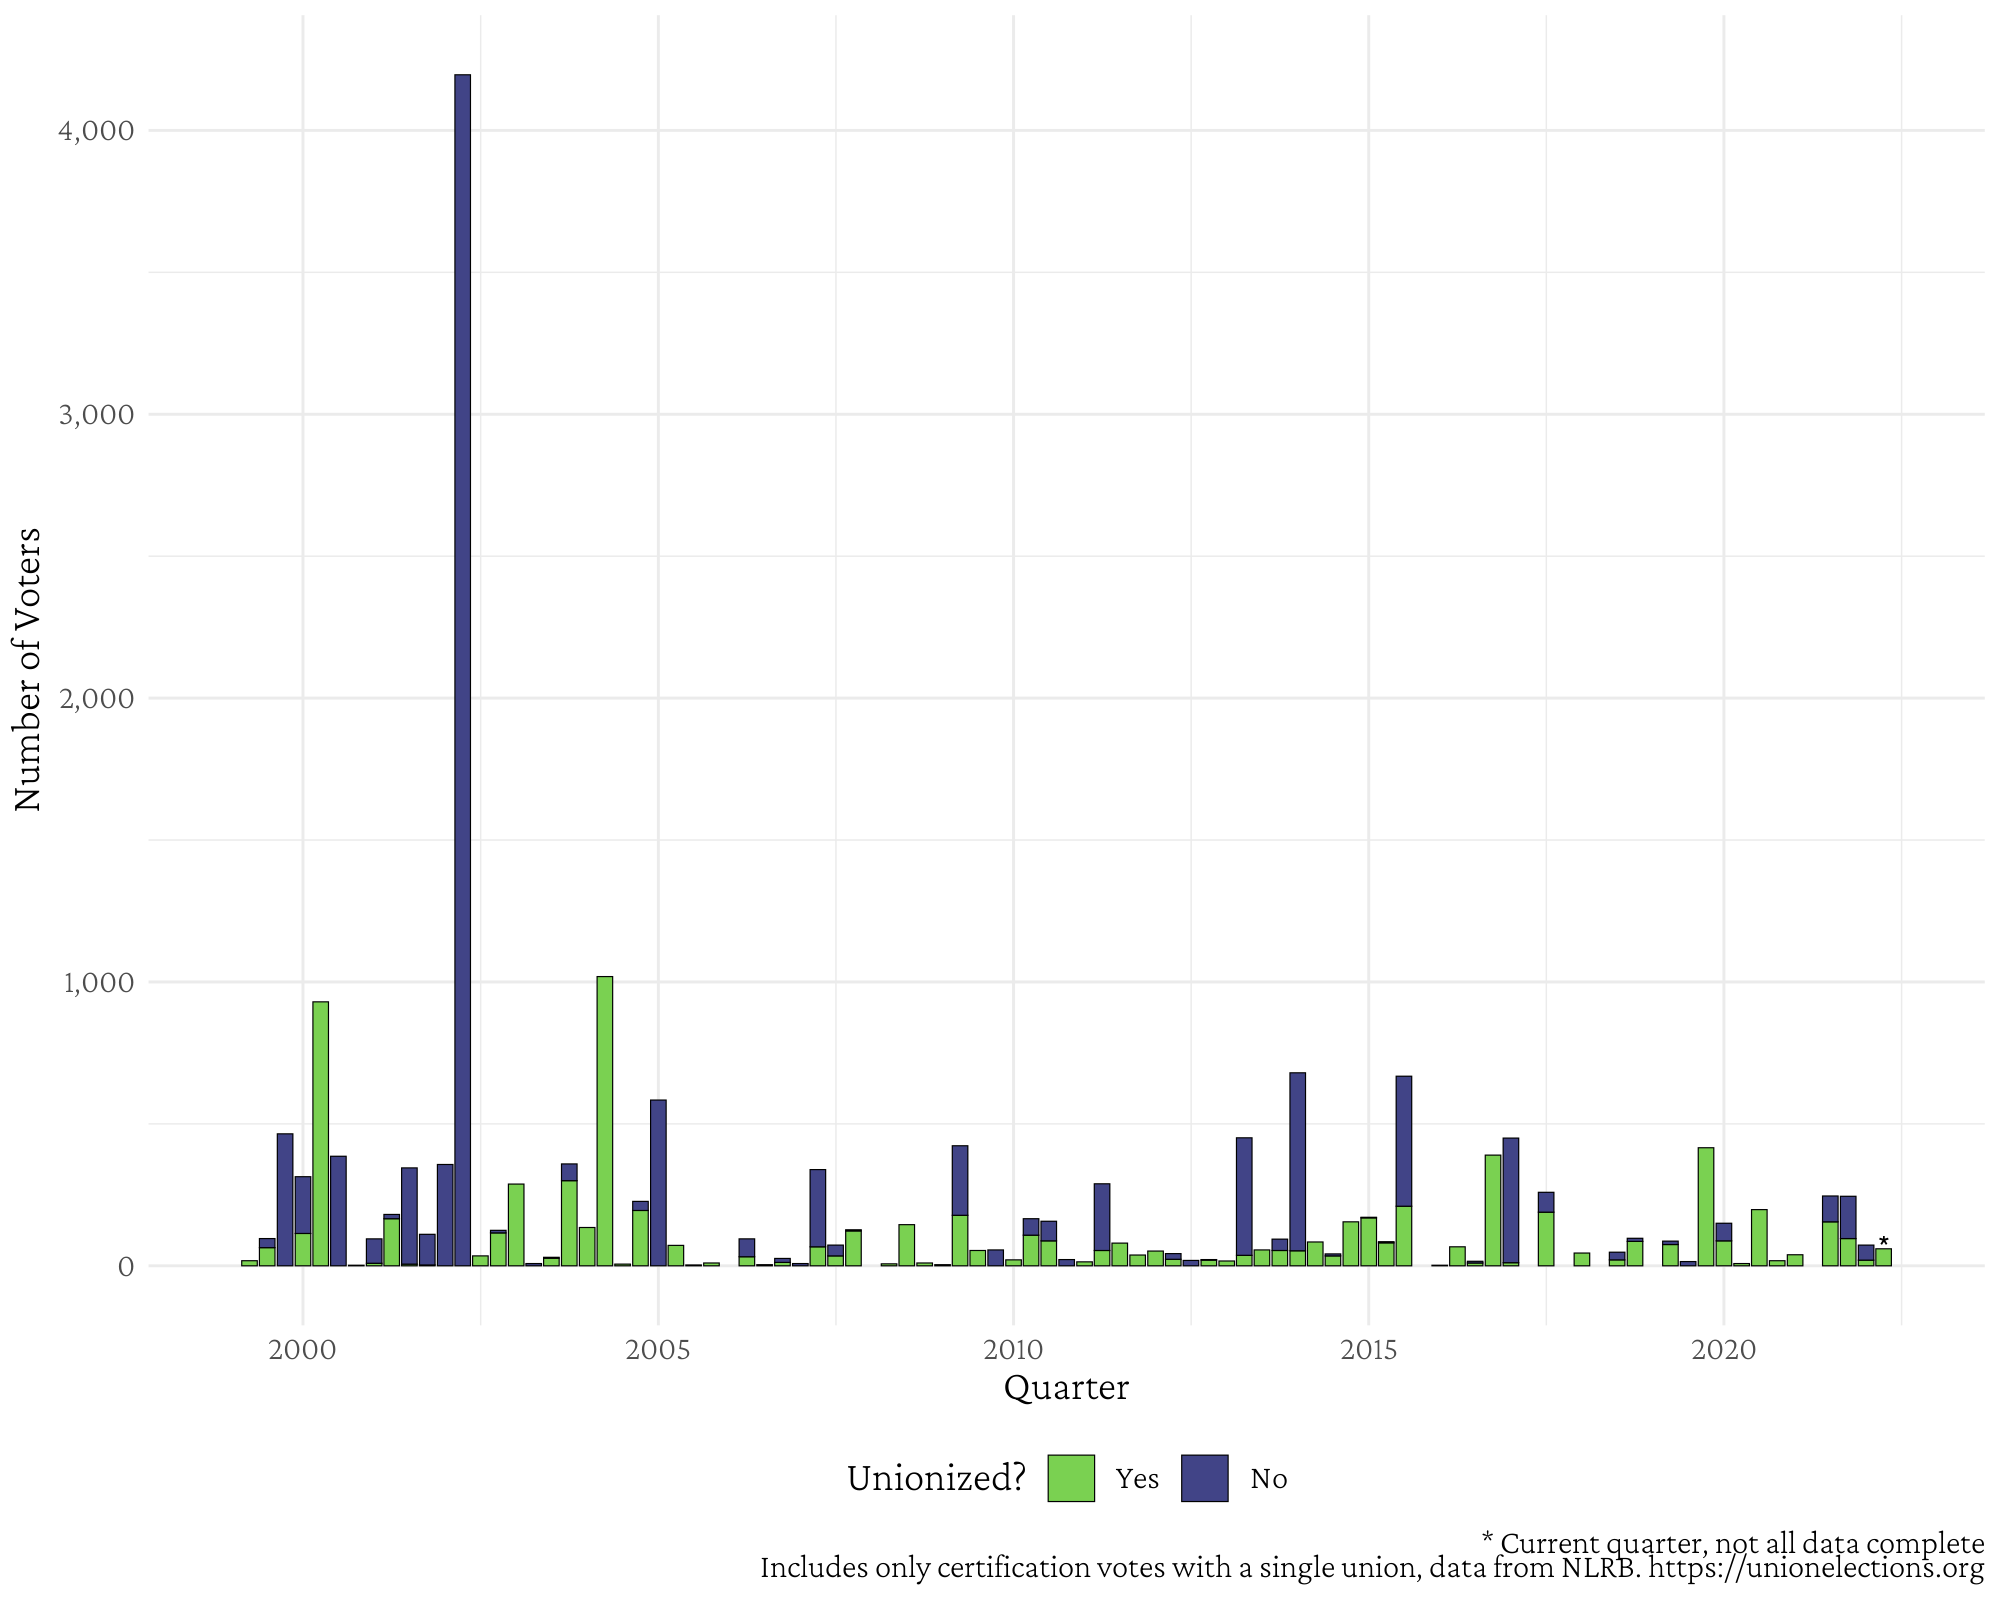 4,000
3,000
2,000
1,000
0
Number of Voters
*
2000 2005 2010 2015 2020
Quarter
Unionized? Yes No
* Current quarter, not all data complete
Includes only certification votes with a single union, data from NLRB. https://unionelections.org